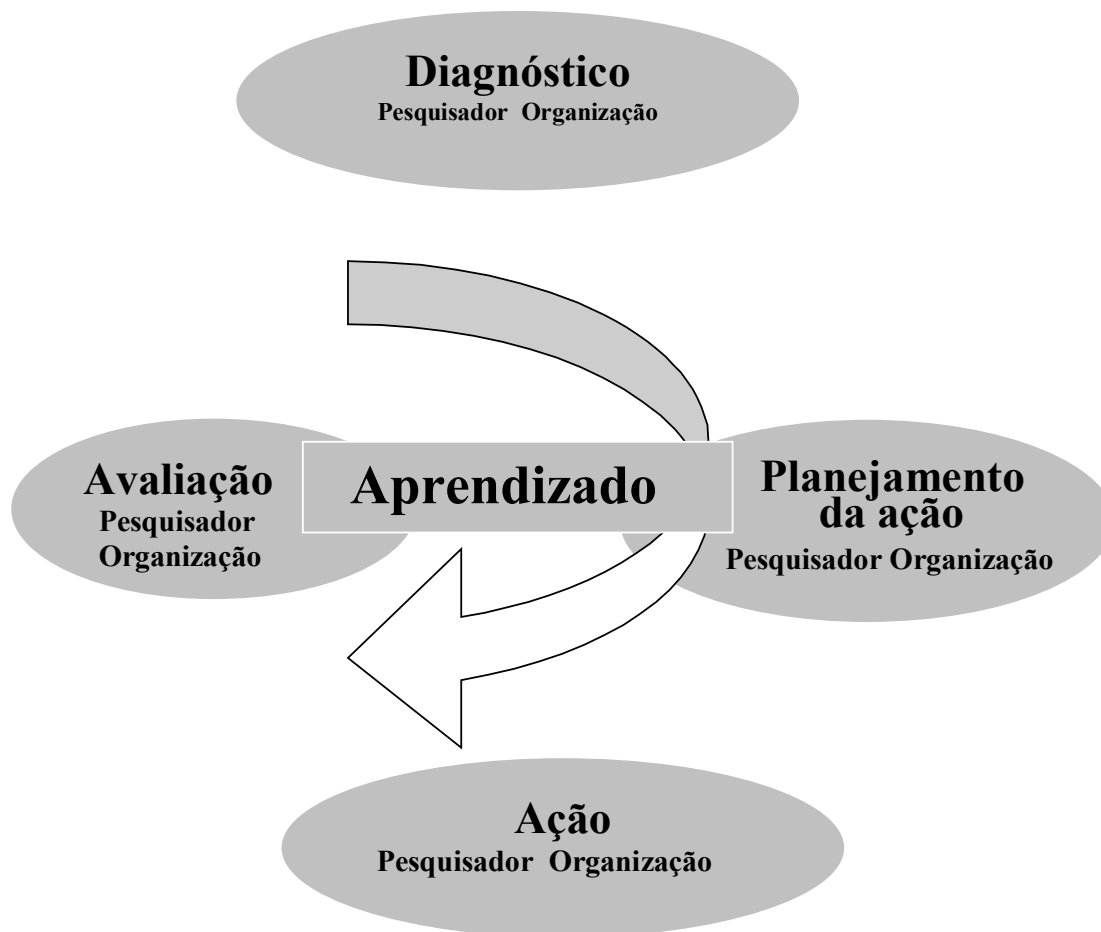 Diagnóstico
Pesquisador Organização
Avaliação
Pesquisador
Organização
Aprendizado
Planejamento
da ação
Pesquisador Organização
Ação
Pesquisador Organização